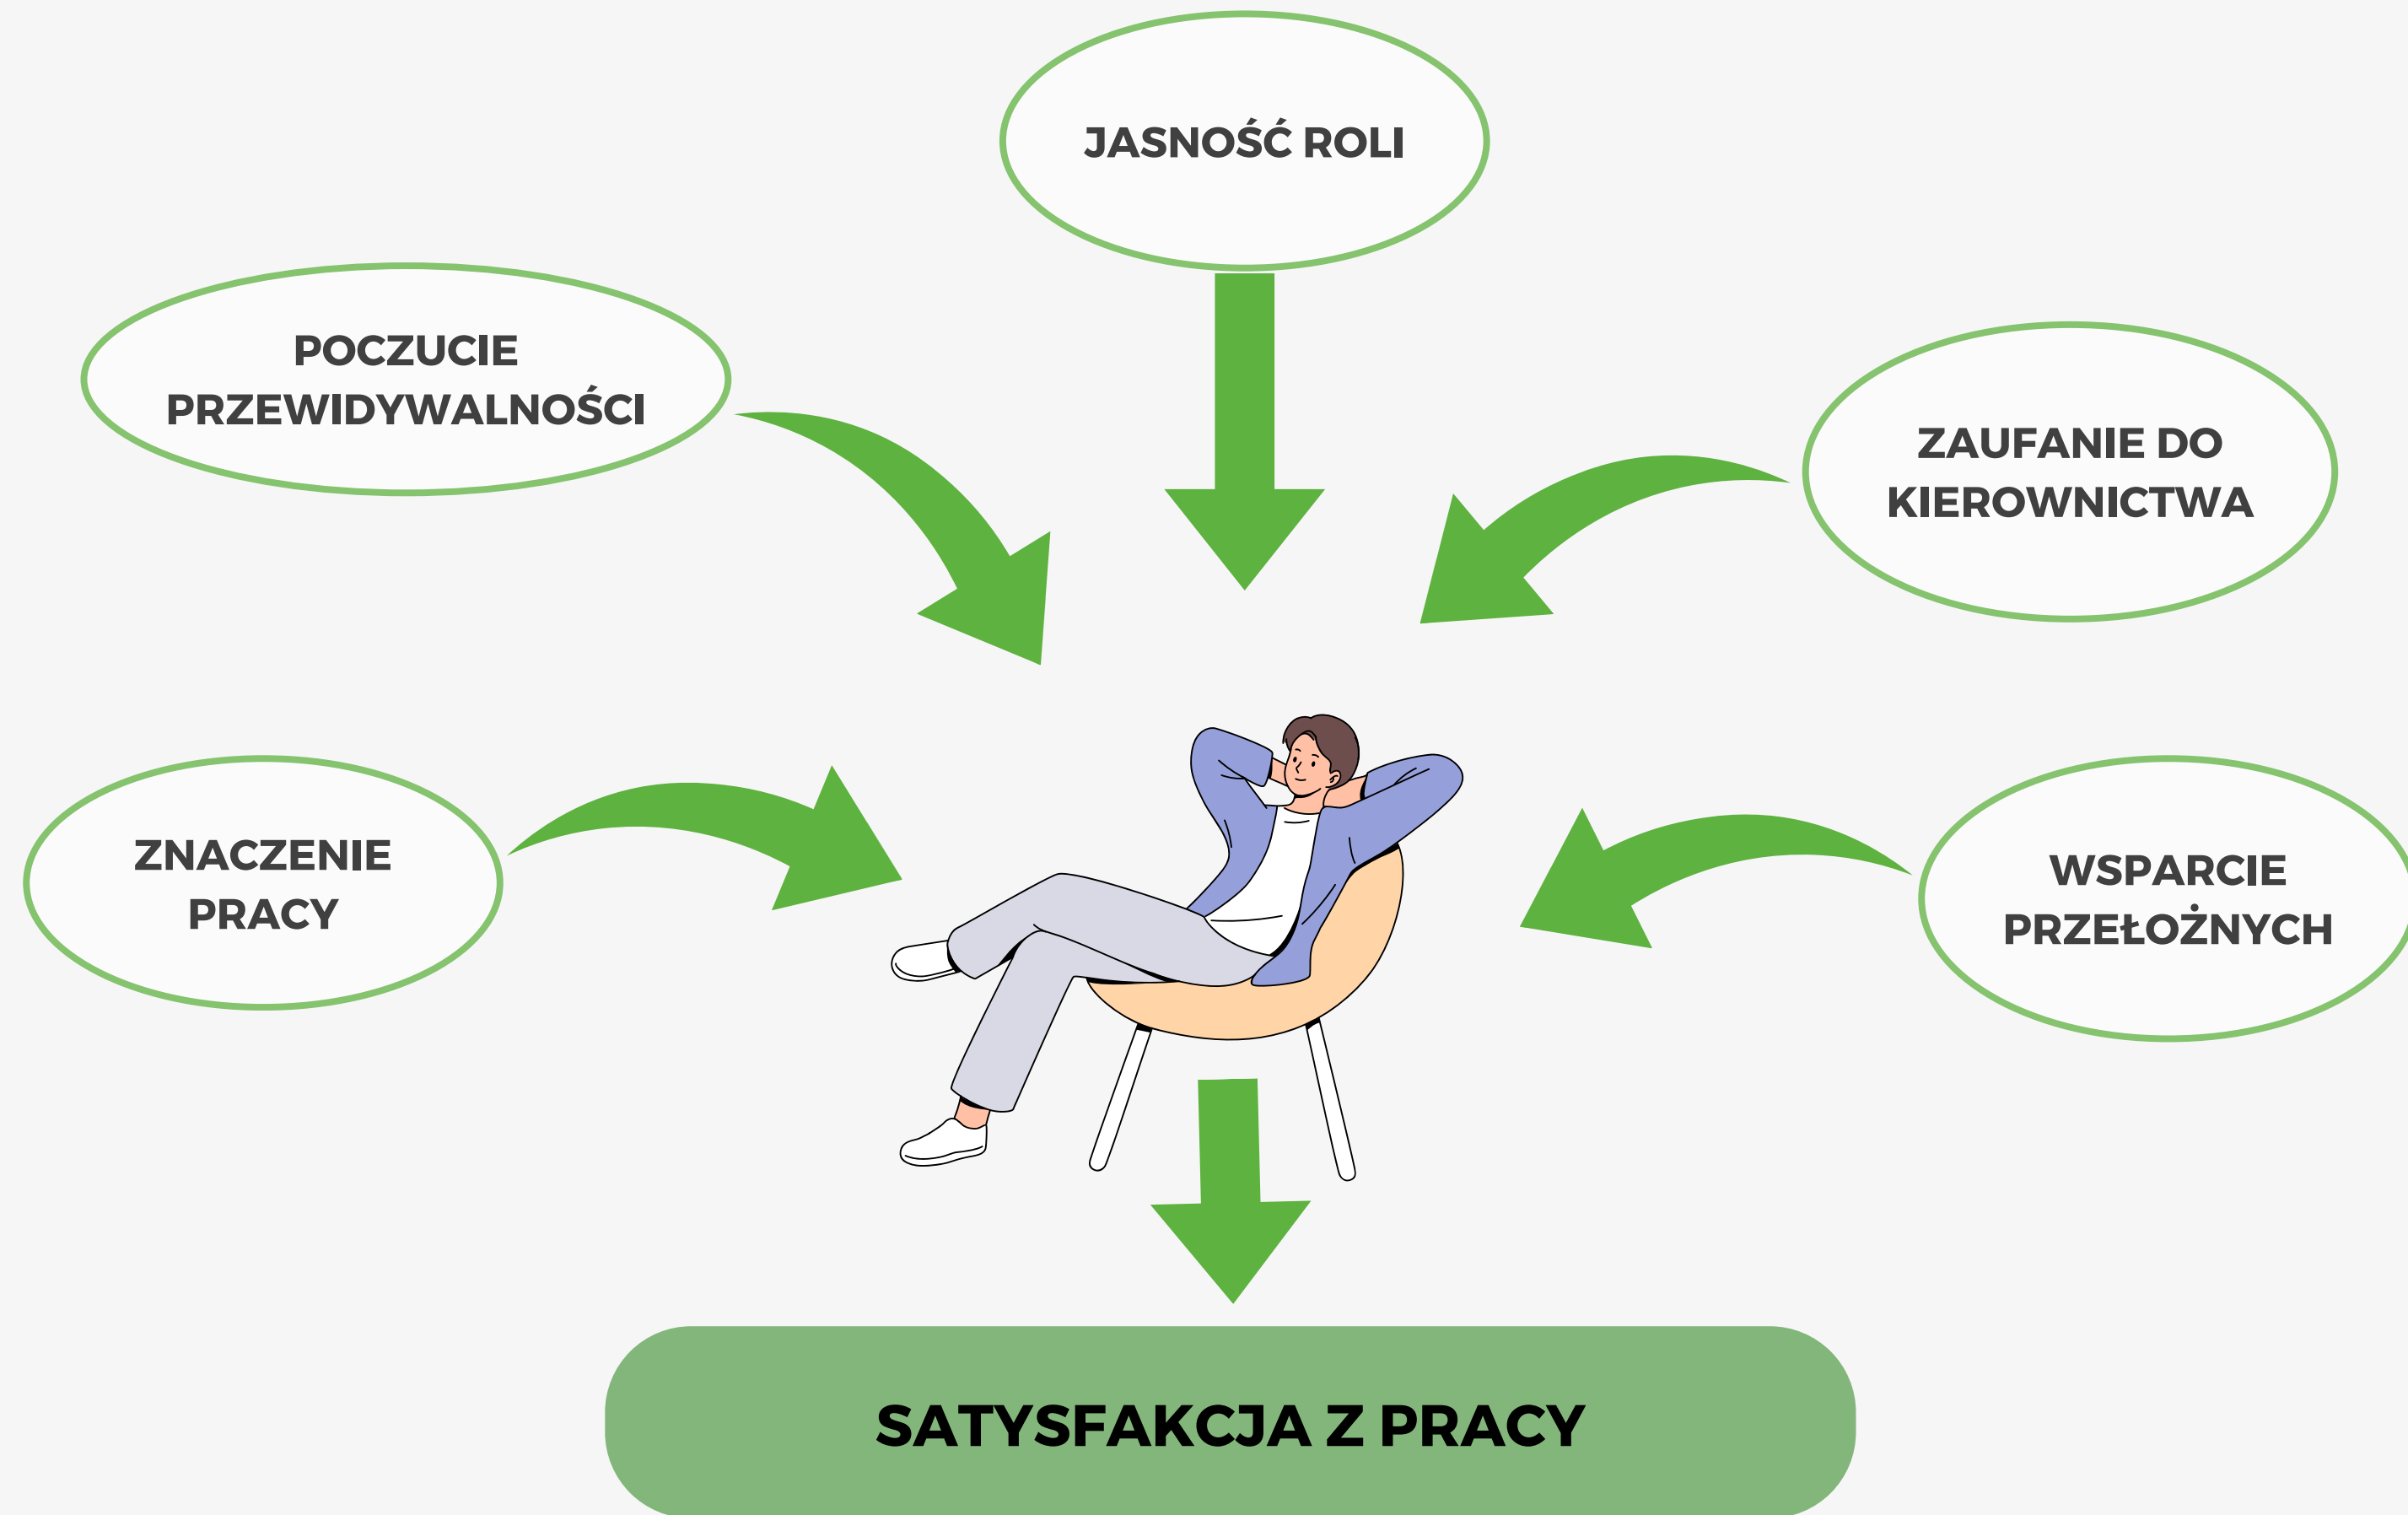 JASNOŚĆ ROLI
POCZUCIE
PRZEWIDYWALNOŚCI
ZAUFANIE DO
KIEROWNICTWA
ZNACZENIE
PRACY
WSPARCIE
PRZEŁOŻNYCH
SATYSFAKCJA Z PRACY